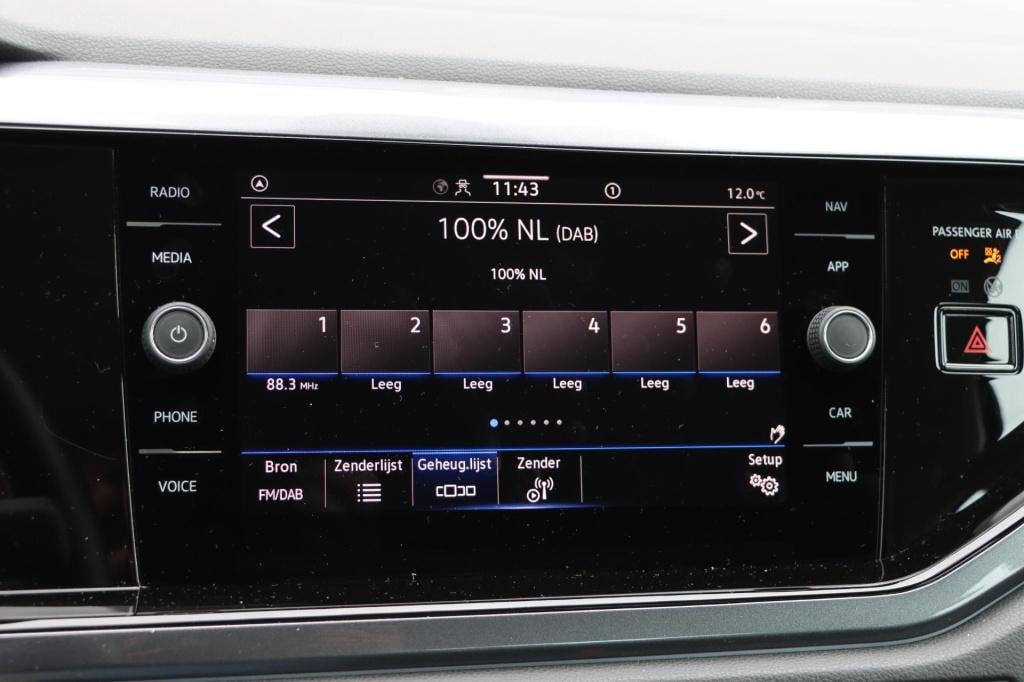 RADIO
MEDIA
PHONE
VOICE
11:43
1
12.0 °C
<
100% NL (DAB)
>
100% NL
1 2 3 4 5 6
88.3 MHz Leeg Leeg Leeg Leeg Leeg
Bron
FM/DAB
Zenderlijst
Geheug.lijst
Zender
Setup
NAV
APP
CAR
MENU
PASSENGER AIR
OFF
ON